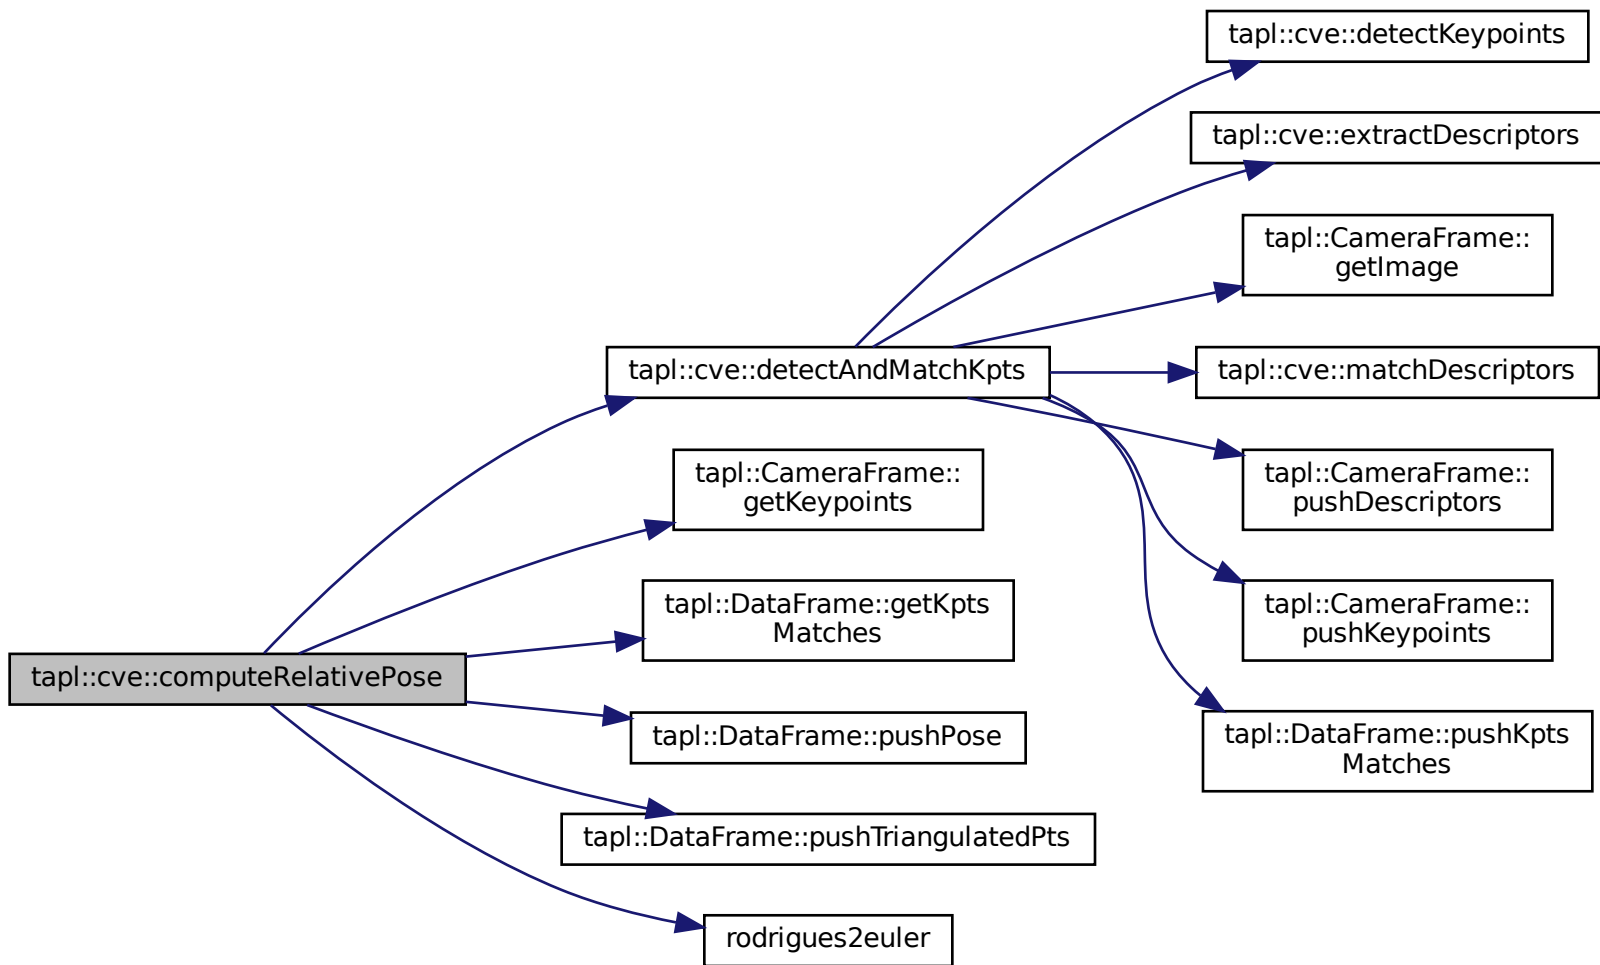 tapl::cve::detectKeypoints
tapl::cve::extractDescriptors
tapl::CameraFrame::
getImage
tapl::cve::detectAndMatchKpts
tapl::cve::matchDescriptors
tapl::CameraFrame::
getKeypoints
tapl::CameraFrame::
pushDescriptors
tapl::DataFrame::getKpts
Matches
tapl::CameraFrame::
pushKeypoints
tapl::cve::computeRelativePose
tapl::DataFrame::pushPose
tapl::DataFrame::pushKpts
Matches
tapl::DataFrame::pushTriangulatedPts
rodrigues2euler